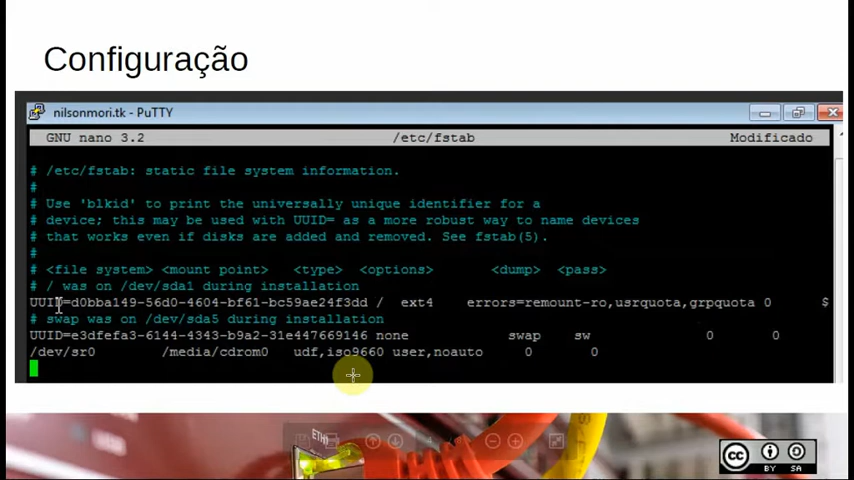 Configuração
nilsonmori.tk - PuTTY
GNU nano 3.2 /etc/fstab Modificado
# /etc/fstab: static file system information.
#
# Use 'blkid' to print the universally unique identifier for a
# device; this may be used with UUID= as a more robust way to name devices
# that works even if disks are added and removed. See fstab(5).
#
# <file system> <mount point> <type> <options> <dump> <pass>
# / was on /dev/sda1 during installation
UUID=d0bba149-56d0-4604-bf61-bc59ae24f3dd / ext4 errors=remount-ro,usrquota,grpquota 0 $
# swap was on /dev/sda5 during installation
UUID=e3dfefa3-6144-4343-b9a2-31e447669146 none swap sw 0 0
/dev/sr0 /media/cdrom0 udf,iso9660 user,noauto 0 0
ETH
4
cc
BY SA